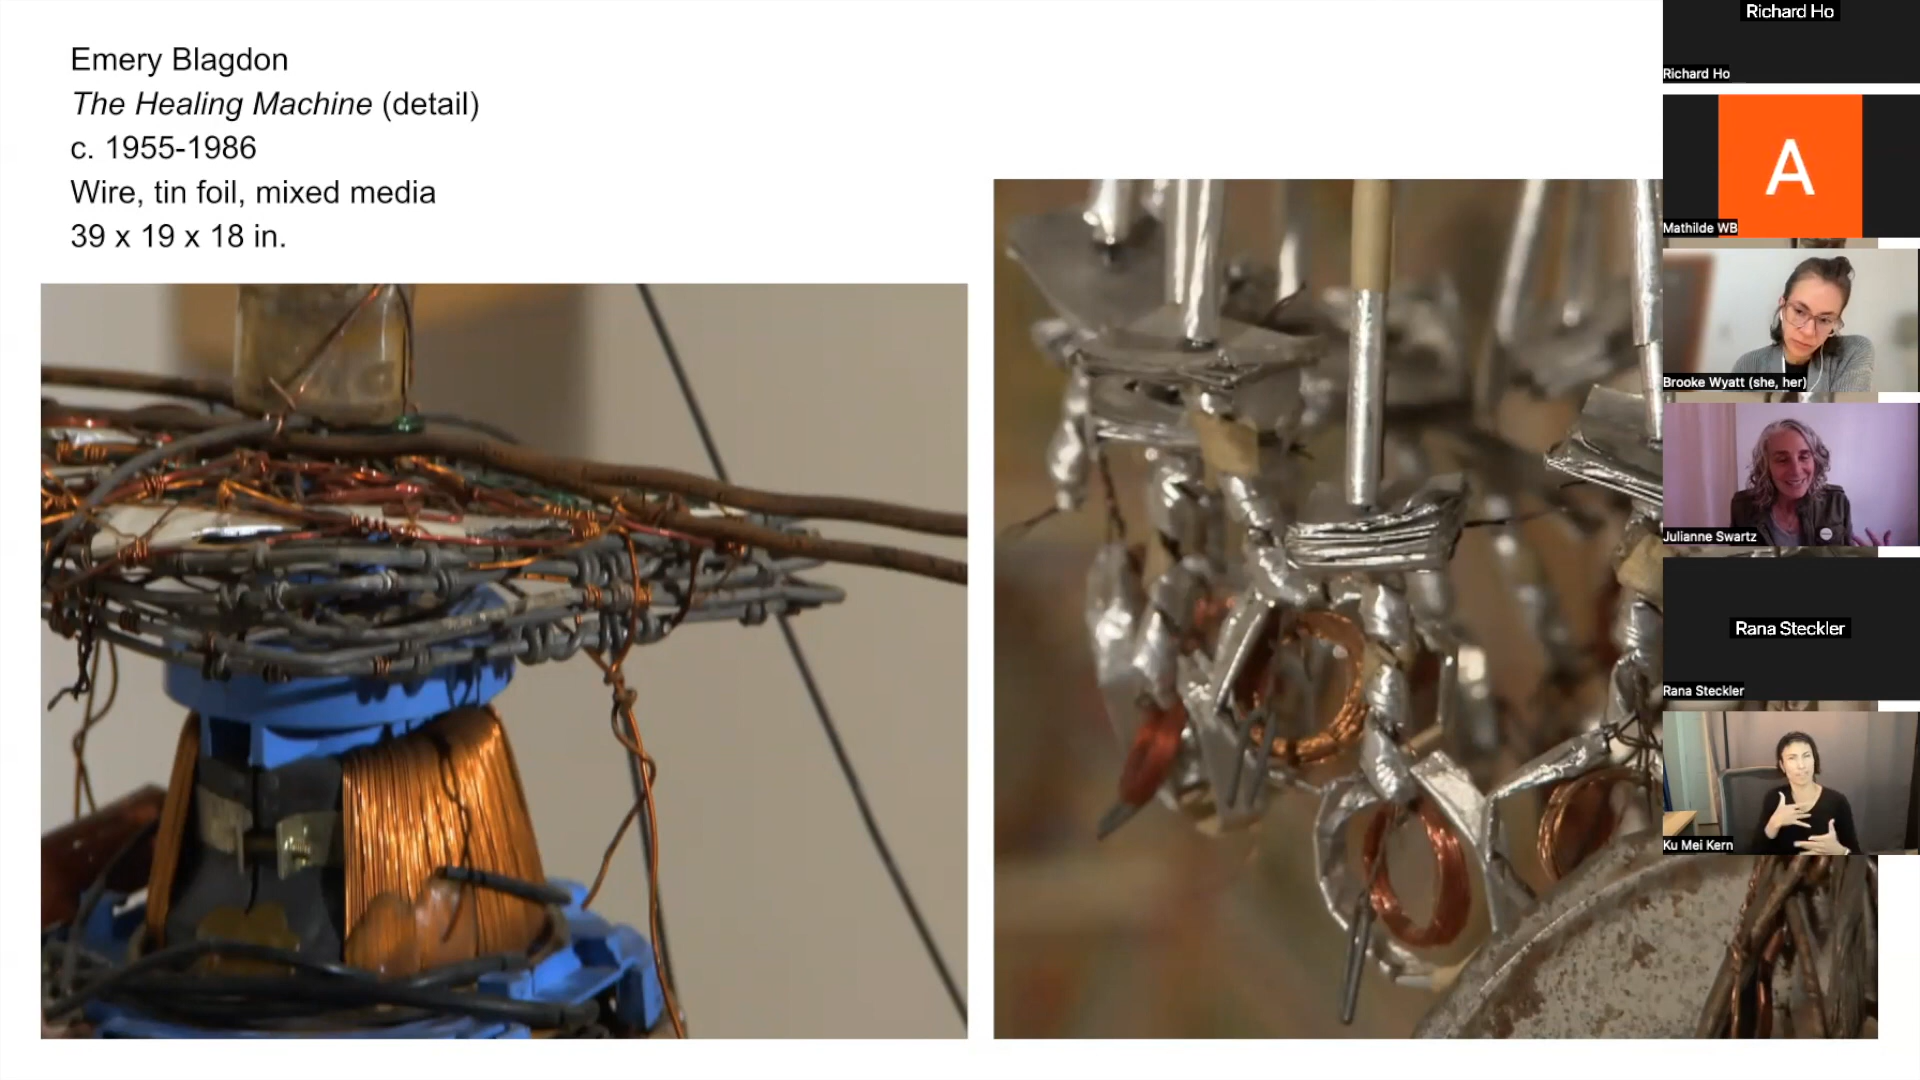 Emery Blagdon
The Healing Machine (detail)
c. 1955-1986
Wire, tin foil, mixed media
39 x 19 x 18 in.
Richard Ho
Richard Ho
A
Mathilde WB
Brooke Wyatt (she, her)
Julianne Swartz
Rana Steckler
Rana Steckler
Ku Mei Kern